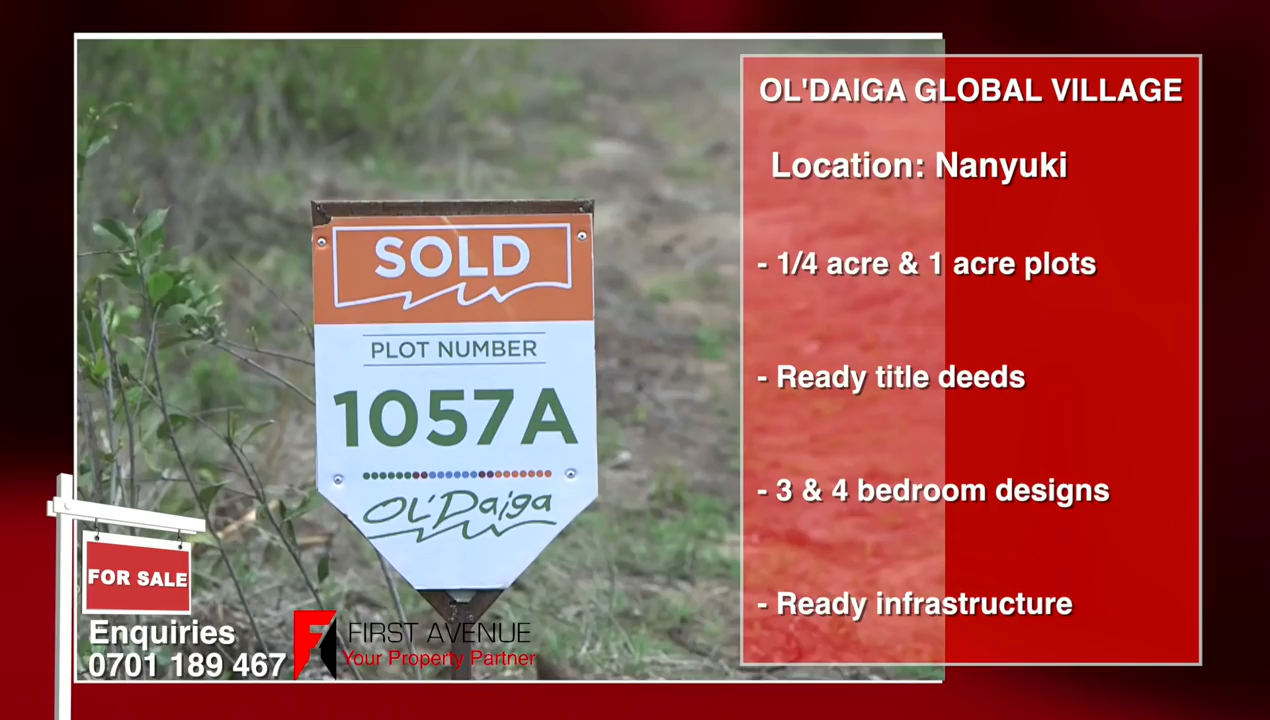 OL'DAIGA GLOBAL VILLAGE
Location: Nanyuki
- 1/4 acre & 1 acre plots
- Ready title deeds
- 3 & 4 bedroom designs
- Ready infrastructure
SOLD
PLOT NUMBER
1057A
OL'Daiga
FOR SALE
Enquiries
0701 189 467
FIRST AVENUE
Your Property Partner